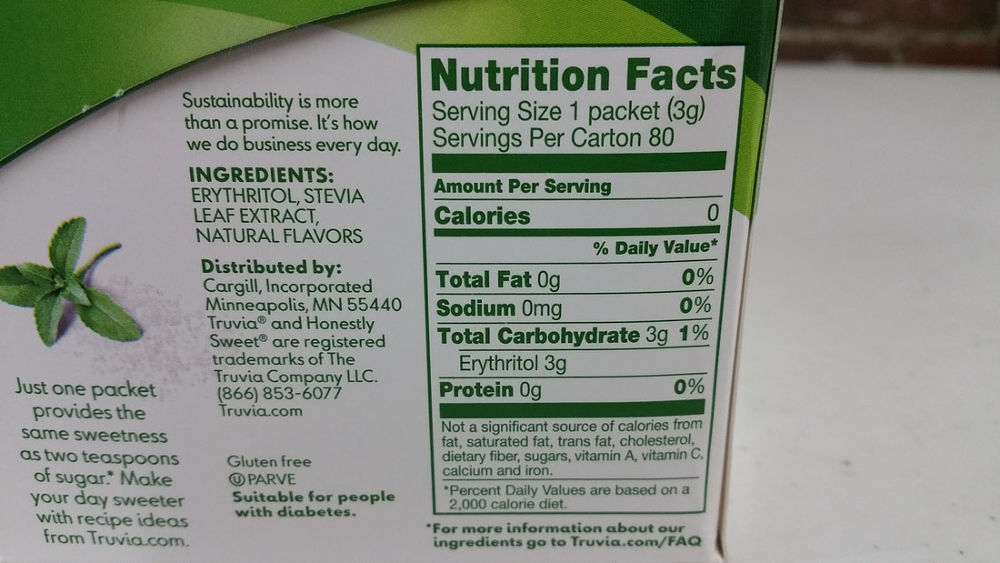 Sustainability is more
than a promise. It's how
we do business every day.
INGREDIENTS:
ERYTHRITOL, STEVIA
LEAF EXTRACT,
NATURAL FLAVORS
Distributed by:
Cargill, Incorporated
Minneapolis, MN 55440
Truvia® and Honestly
Sweet® are registered
trademarks of The
Truvia Company LLC.
(866) 853-6077
Truvia.com
Gluten free
Ⓤ PARVE
Suitable for people
with diabetes.
Just one packet
provides the
same sweetness
as two teaspoons
of sugar.* Make
your day sweeter
with recipe ideas
from Truvia.com.
Nutrition Facts
Serving Size 1 packet (3g)
Servings Per Carton 80
Amount Per Serving
Calories 0
% Daily Value*
Total Fat 0g 0%
Sodium 0mg 0%
Total Carbohydrate 3g 1%
Erythritol 3g
Protein 0g 0%
Not a significant source of calories from
fat, saturated fat, trans fat, cholesterol,
dietary fiber, sugars, vitamin A, vitamin C,
calcium and iron.
*Percent Daily Values are based on a
2,000 calorie diet.
*For more information about our
ingredients go to Truvia.com/FAQ